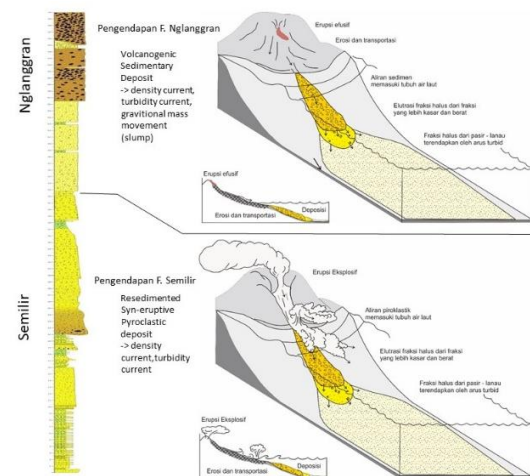 Nglanggran
Pengendapan F. Nglanggran
Volcanogenic
Sedimentary
Deposit
-> density current,
turbidity current,
gravitional mass
movement
(slump)
Erupsi efusif
Erosi dan transportasi
Aliran sedimen
memasuki tubuh air laut
Elutrasi fraksi halus dari fraksi
yang lebih kasar dan berat
Fraksi halus dari pasir - lanau
terendapkan oleh arus turbid
Erupsi efusif
Deposisi
Erosi dan transportasi
Semilir
Pengendapan F. Semilir
Resedimented
Syn-eruptive
Pyroclastic
deposit
-> density
current,turbidity
current
Erupsi Eksplosif
Aliran piroklastik
memasuki tubuh air laut
Elutrasi fraksi halus dari fraksi
yang lebih kasar dan berat
Fraksi halus dari pasir - lanau
terendapkan oleh arus turbid
Erupsi Eksplosif
Deposisi
Erosi dan transportasi